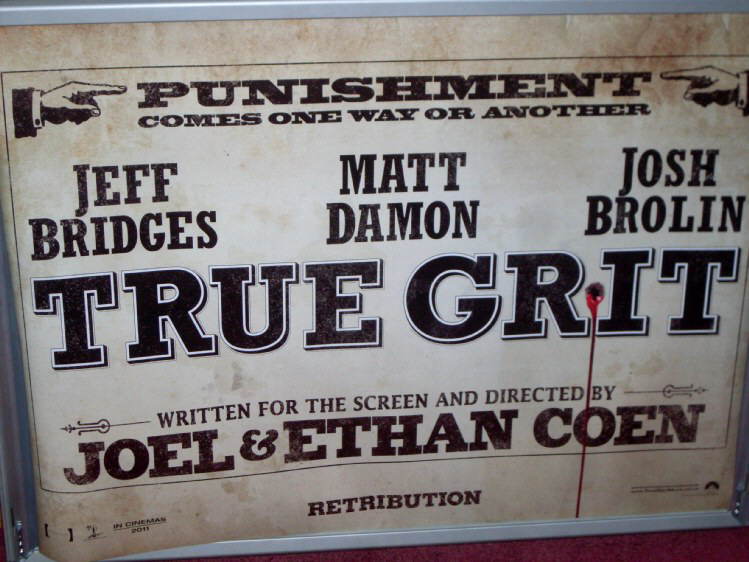 PUNISHMENT
COMES ONE WAY OR ANOTHER
JEFF BRIDGES
MATT DAMON
JOSH BROLIN
TRUE GRIT
WRITTEN FOR THE SCREEN AND DIRECTED BY
JOEL & ETHAN COEN
RETRIBUTION
IN CINEMAS
2011